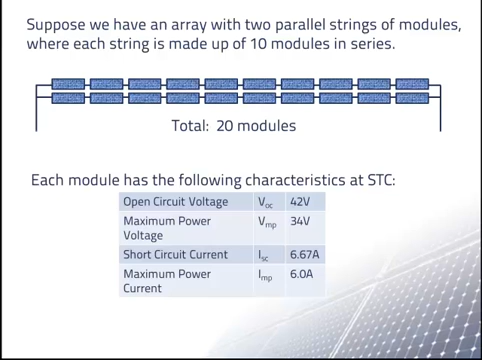 Suppose we have an array with two parallel strings of modules,
where each string is made up of 10 modules in series.
Total: 20 modules
Each module has the following characteristics at STC:
Open Circuit Voltage Voc 42V
Maximum Power Voltage Vmp 34V
Short Circuit Current Isc 6.67A
Maximum Power Current Imp 6.0A